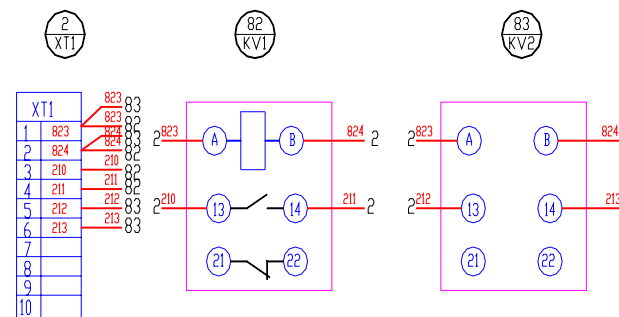 2
XT1
82
KV1
83
KV2
XT1
1 823
2 824
3 210
4 211
5 212
6 213
7
8
9
10
823 83
823 82
824 83
824 82
210 82
211 82
212 83
213 83
2 823 A B 824 2
2 210 13 14 211 2
21 22
2 823 A B 824
2 212 13 14 213
21 22